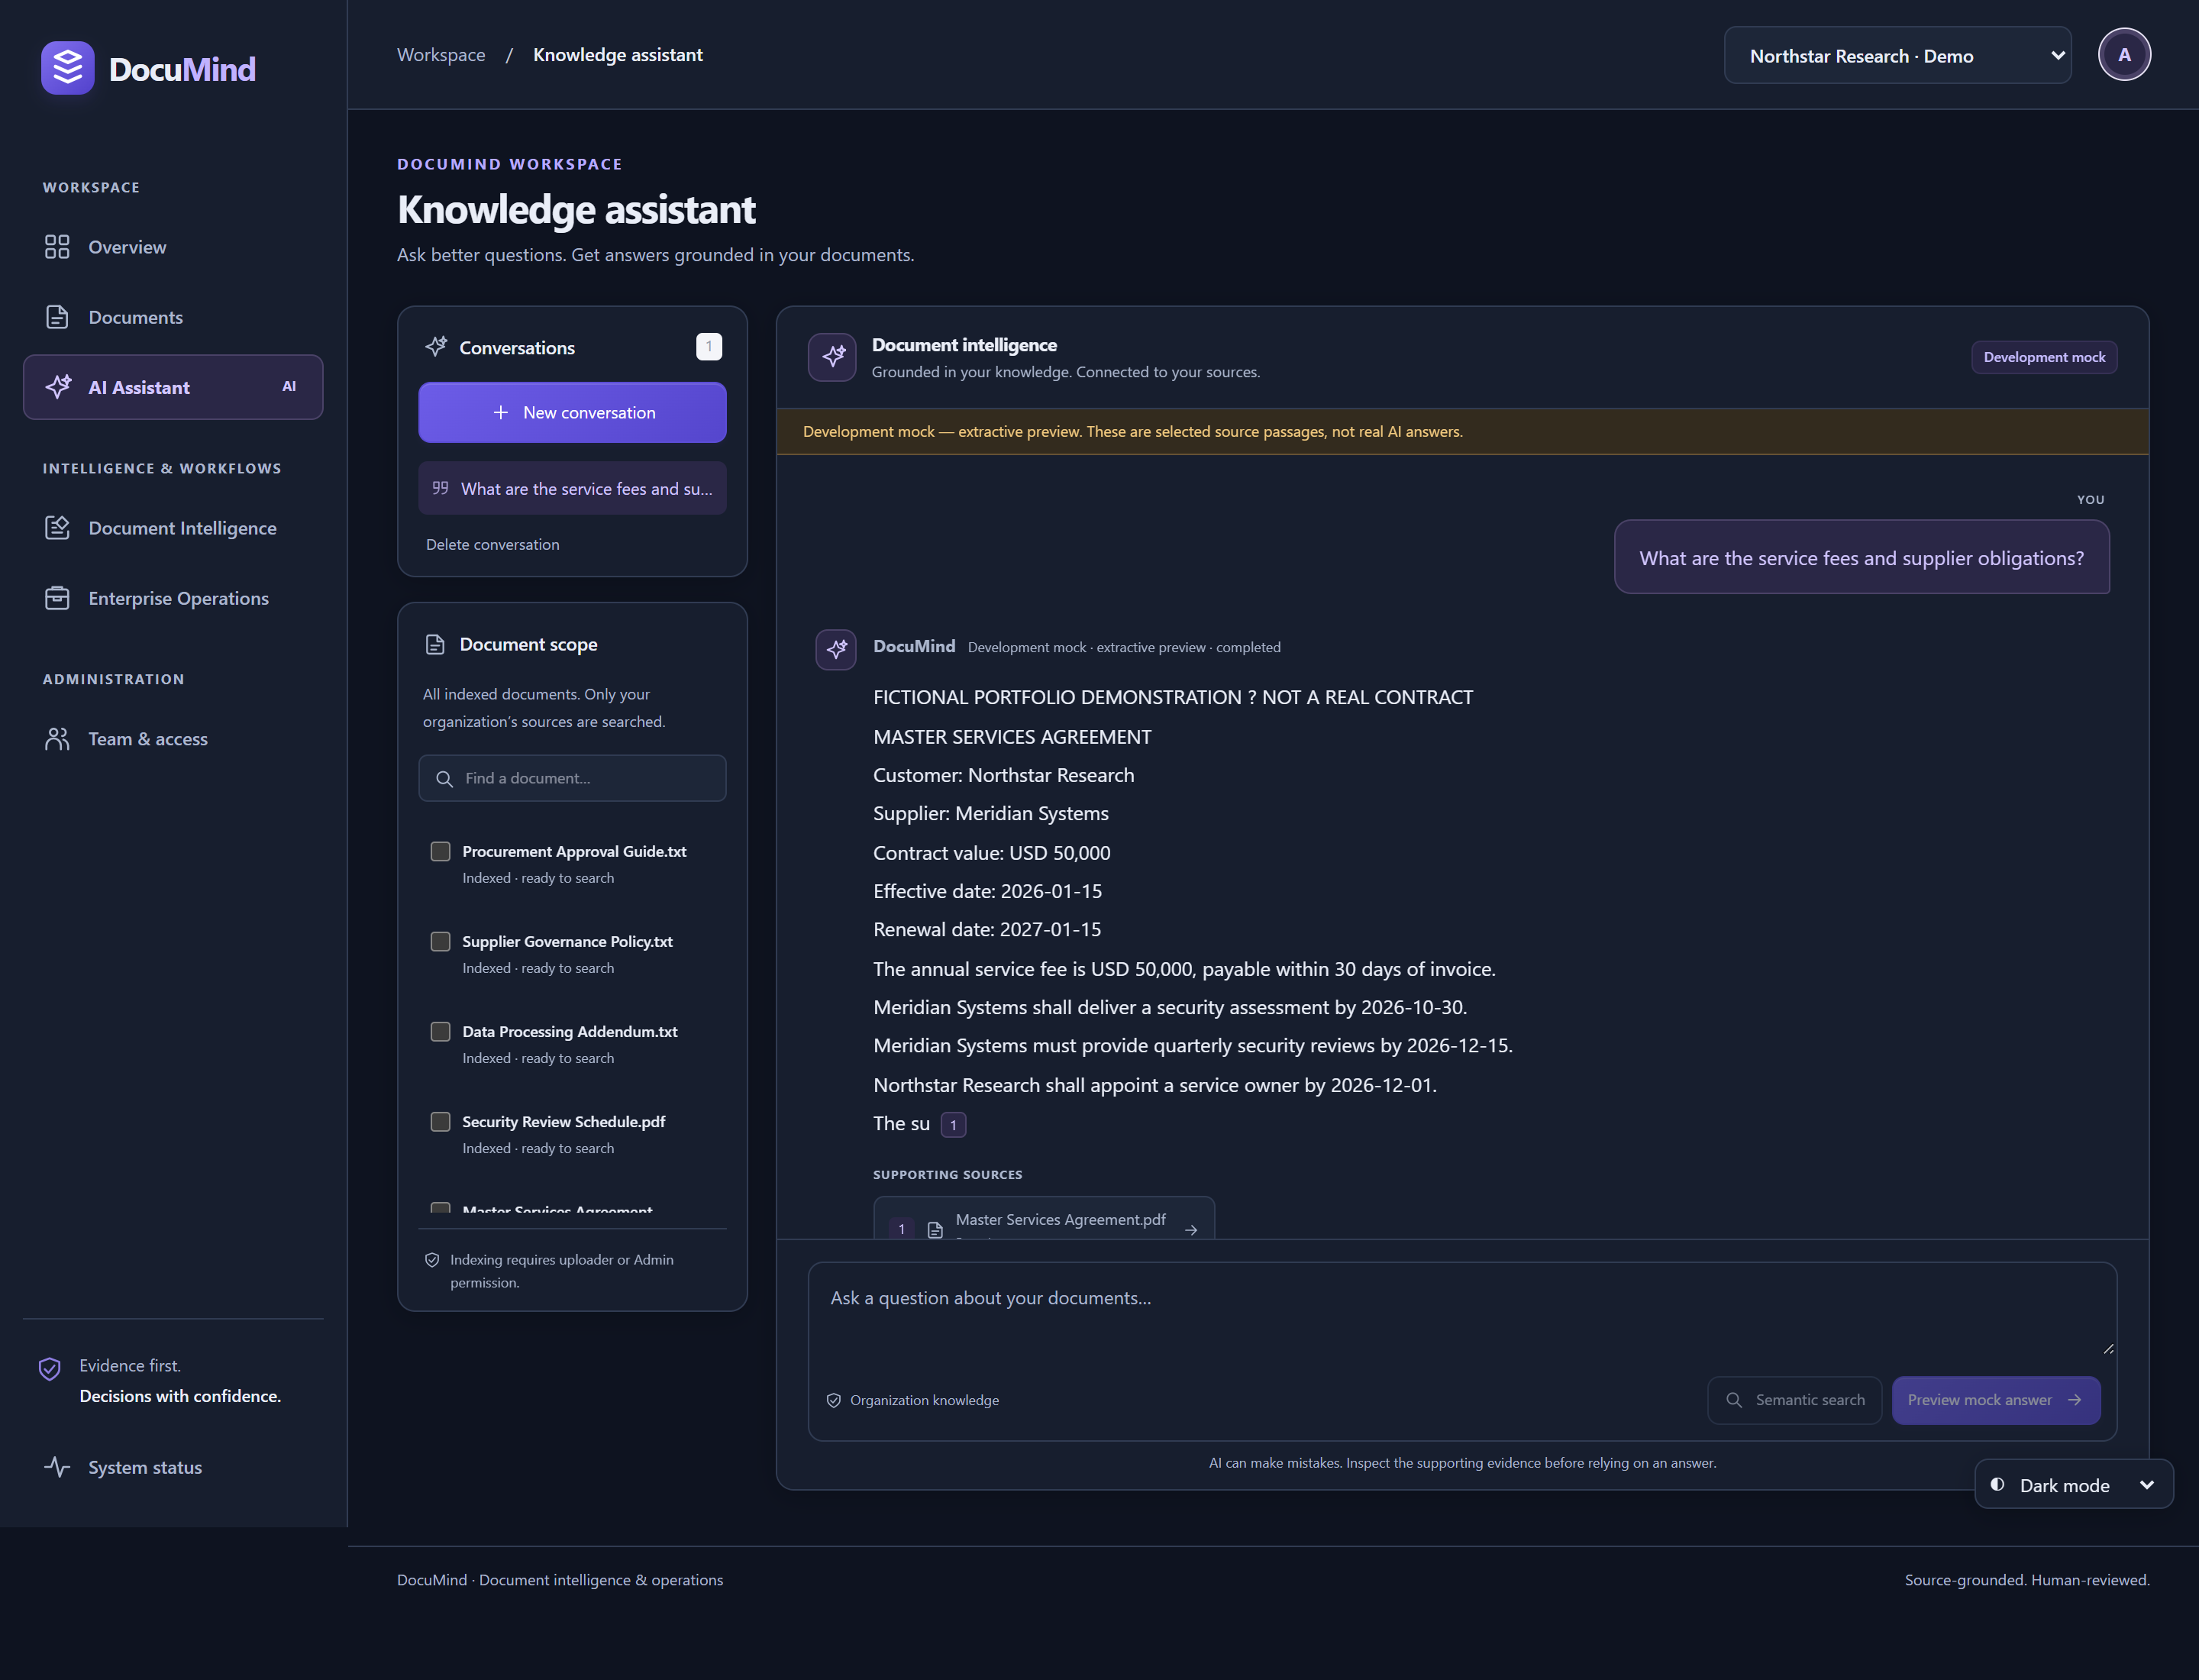 DocuMind
WORKSPACE
Overview
Documents
AI Assistant AI
INTELLIGENCE & WORKFLOWS
Document Intelligence
Enterprise Operations
ADMINISTRATION
Team & access
Evidence first.
Decisions with confidence.
System status
Workspace / Knowledge assistant
Northstar Research · Demo
A
DOCUMIND WORKSPACE
Knowledge assistant
Ask better questions. Get answers grounded in your documents.
Conversations 1
+ New conversation
What are the service fees and su...
Delete conversation
Document scope
All indexed documents. Only your
organization's sources are searched.
Find a document...
Procurement Approval Guide.txt
Indexed · ready to search
Supplier Governance Policy.txt
Indexed · ready to search
Data Processing Addendum.txt
Indexed · ready to search
Security Review Schedule.pdf
Indexed · ready to search
Master Services Agreement
Indexing requires uploader or Admin
permission.
Document intelligence
Grounded in your knowledge. Connected to your sources.
Development mock
Development mock — extractive preview. These are selected source passages, not real AI answers.
YOU
What are the service fees and supplier obligations?
DocuMind Development mock · extractive preview · completed
FICTIONAL PORTFOLIO DEMONSTRATION ? NOT A REAL CONTRACT
MASTER SERVICES AGREEMENT
Customer: Northstar Research
Supplier: Meridian Systems
Contract value: USD 50,000
Effective date: 2026-01-15
Renewal date: 2027-01-15
The annual service fee is USD 50,000, payable within 30 days of invoice.
Meridian Systems shall deliver a security assessment by 2026-10-30.
Meridian Systems must provide quarterly security reviews by 2026-12-15.
Northstar Research shall appoint a service owner by 2026-12-01.
The su 1
SUPPORTING SOURCES
1 Master Services Agreement.pdf →
Ask a question about your documents...
Organization knowledge
Semantic search
Preview mock answer →
AI can make mistakes. Inspect the supporting evidence before relying on an answer.
Dark mode
DocuMind · Document intelligence & operations
Source-grounded. Human-reviewed.